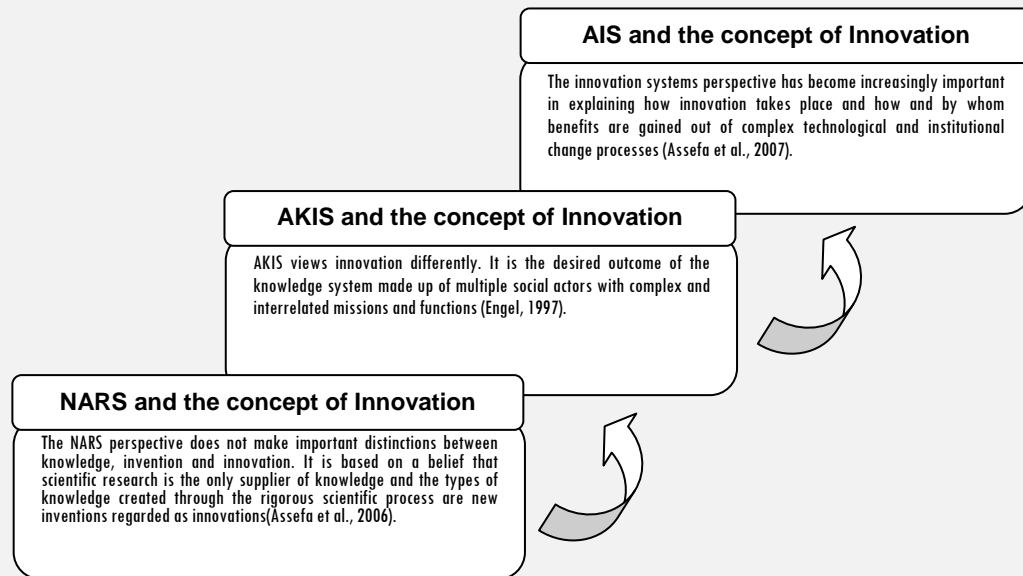 AIS and the concept of Innovation
The innovation systems perspective has become increasingly important
in explaining how innovation takes place and how and by whom
benefits are gained out of complex technological and institutional
change processes (Assefa et al., 2007).
AKIS and the concept of Innovation
AKIS views innovation differently. It is the desired outcome of the
knowledge system made up of multiple social actors with complex and
interrelated missions and functions (Engel, 1997).
NARS and the concept of Innovation
The NARS perspective does not make important distinctions between
knowledge, invention and innovation. It is based on a belief that
scientific research is the only supplier of knowledge and the types of
knowledge created through the rigorous scientific process are new
inventions regarded as innovations(Assefa et al., 2006).